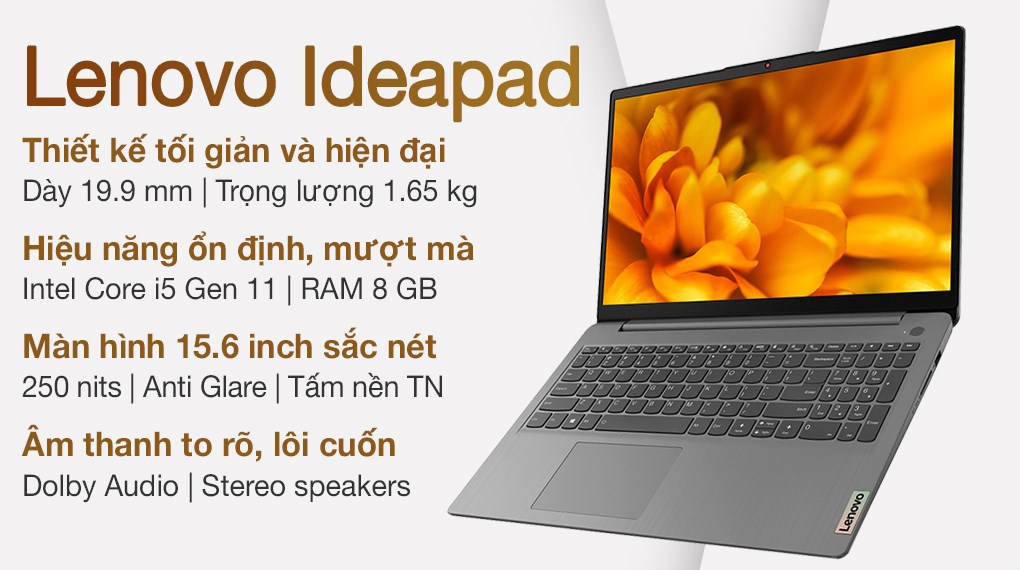 Lenovo Ideapad
Thiết kế tối giản và hiện đại
Dày 19.9 mm | Trọng lượng 1.65 kg
Hiệu năng ổn định, mượt mà
Intel Core i5 Gen 11 | RAM 8 GB
Màn hình 15.6 inch sắc nét
250 nits | Anti Glare | Tấm nền TN
Âm thanh to rõ, lôi cuốn
Dolby Audio | Stereo speakers
Lenovo